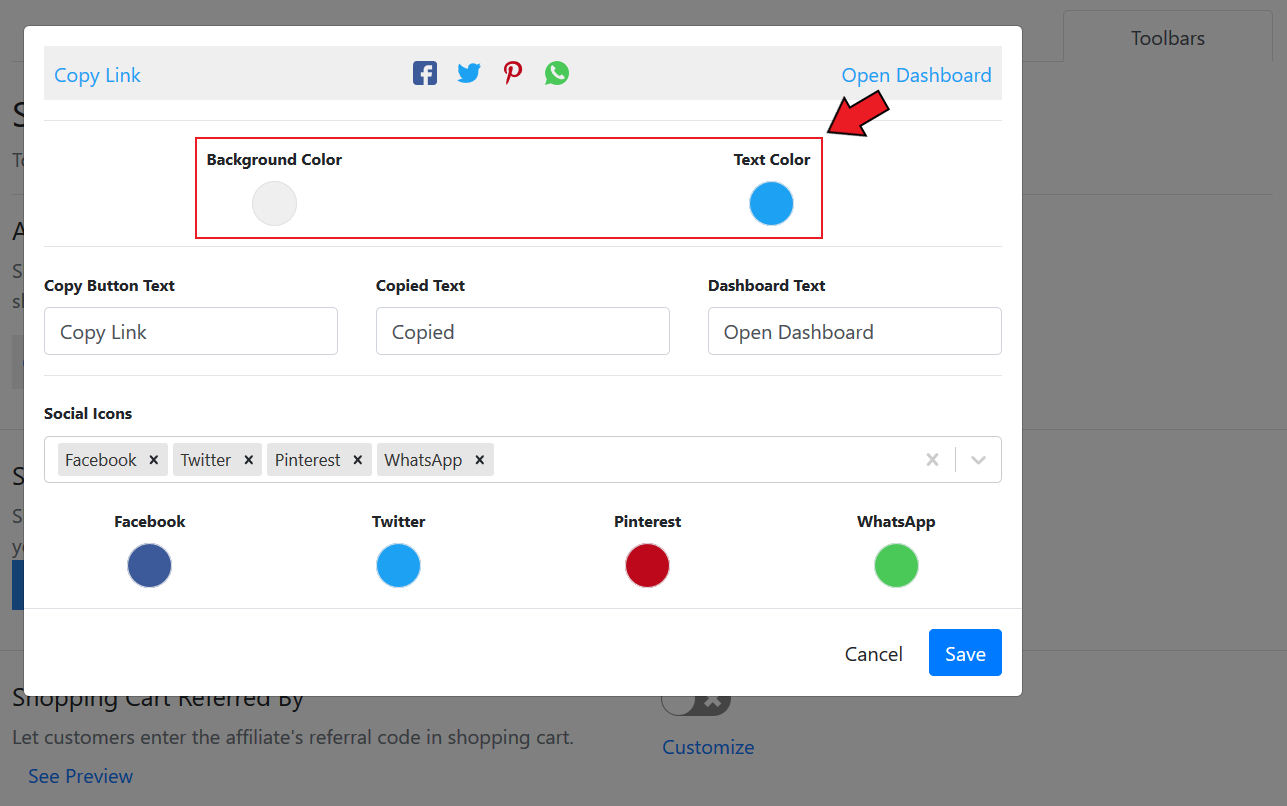 Toolbars
Copy Link
Open Dashboard
Background Color
Text Color
Copy Button Text
Copied Text
Dashboard Text
Copy Link
Copied
Open Dashboard
Social Icons
Facebook × Twitter × Pinterest × WhatsApp ×
Facebook
Twitter
Pinterest
WhatsApp
Cancel
Save
Shopping Cart Referred By
Let customers enter the affiliate's referral code in shopping cart.
Customize
See Preview